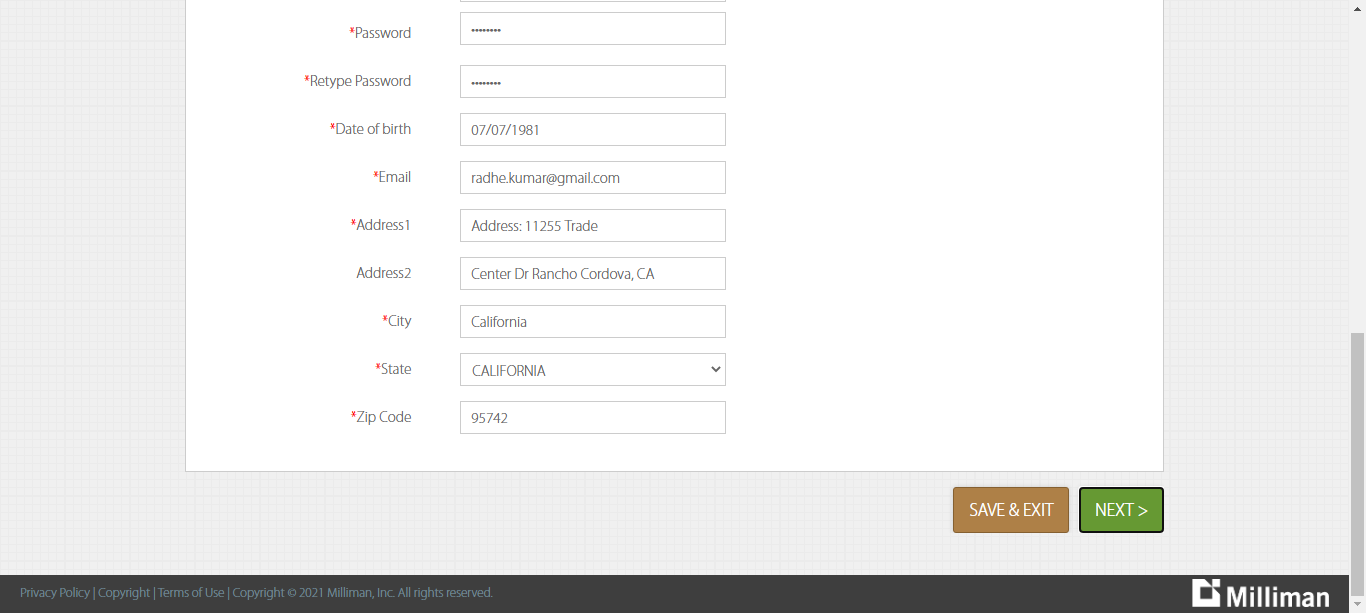 *Password
••••••••
*Retype Password
••••••••
*Date of birth
07/07/1981
*Email
radhe.kumar@gmail.com
*Address1
Address: 11255 Trade
Address2
Center Dr Rancho Cordova, CA
*City
California
*State
CALIFORNIA
*Zip Code
95742
SAVE & EXIT
NEXT >
Privacy Policy | Copyright | Terms of Use | Copyright © 2021 Milliman, Inc. All rights reserved.
Milliman